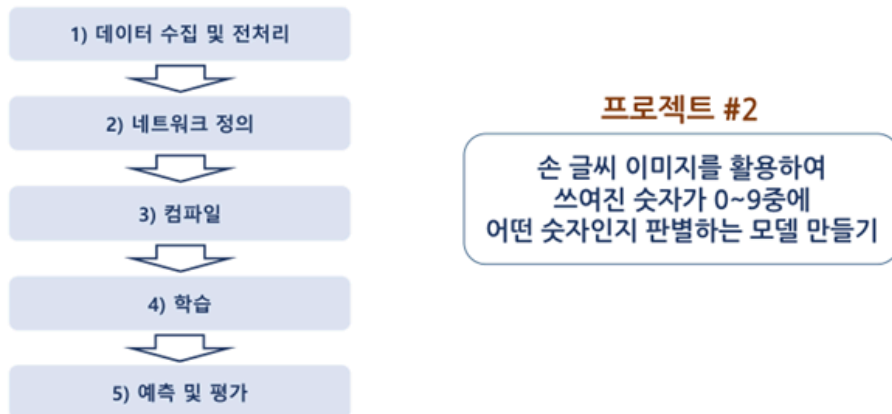 1) 데이터 수집 및 전처리
2) 네트워크 정의
3) 컴파일
4) 학습
5) 예측 및 평가
프로젝트 #2
손 글씨 이미지를 활용하여
쓰여진 숫자가 0~9중에
어떤 숫자인지 판별하는 모델 만들기